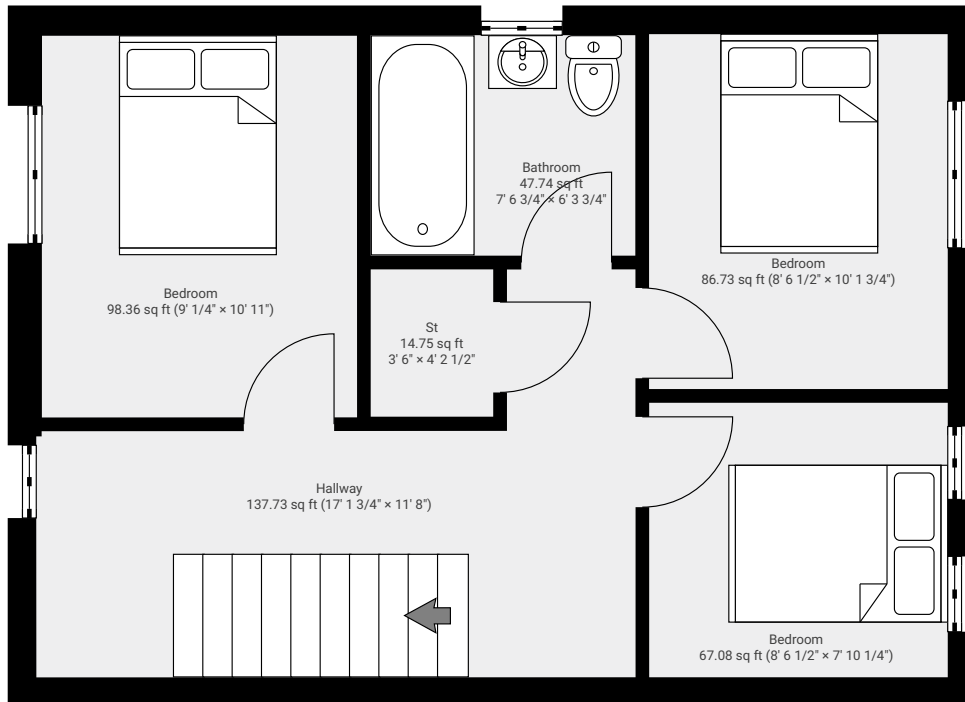 Bathroom
47.74 sq ft
7' 6 3/4" × 6' 3 3/4"
Bedroom
86.73 sq ft (8' 6 1/2" × 10' 1 3/4")
Bedroom
98.36 sq ft (9' 1/4" × 10' 11")
St
14.75 sq ft
3' 6" × 4' 2 1/2"
Hallway
137.73 sq ft (17' 1 3/4" × 11' 8")
Bedroom
67.08 sq ft (8' 6 1/2" × 7' 10 1/4")